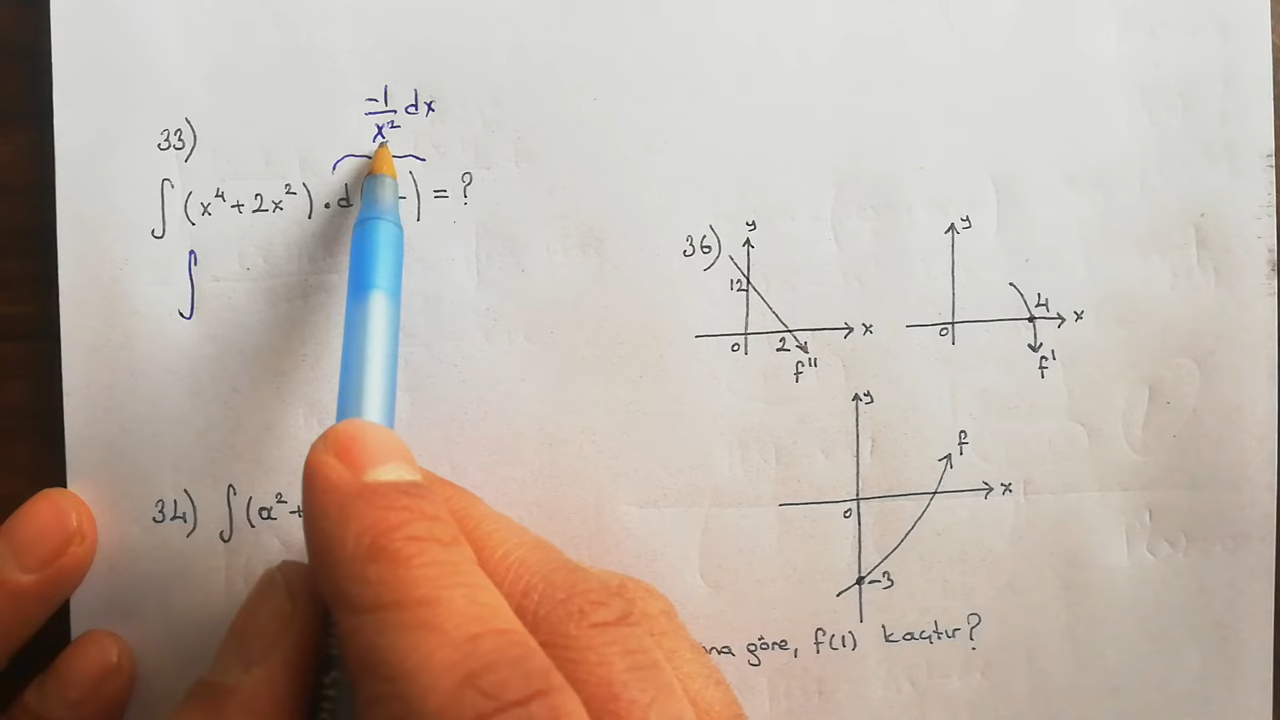 -1/x² dx
33)
∫(x⁴+2x²).d( ) = ?
∫
34) ∫(a²+
36)
y
12
0
2
x
f''
y
0
4
x
f'
y
f
x
0
-3
göre, f(1) kaçtır?